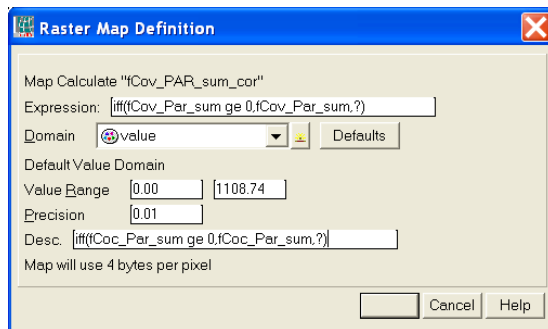 Raster Map Definition
Map Calculate "fCov_PAR_sum_cor"
Expression: iff(fCov_Par_sum ge 0,fCov_Par_sum,?)
Domain value Defaults
Default Value Domain
Value Range 0.00 1108.74
Precision 0.01
Desc. iff(fCoc_Par_sum ge 0,fCoc_Par_sum,?)
Map will use 4 bytes per pixel
Cancel Help